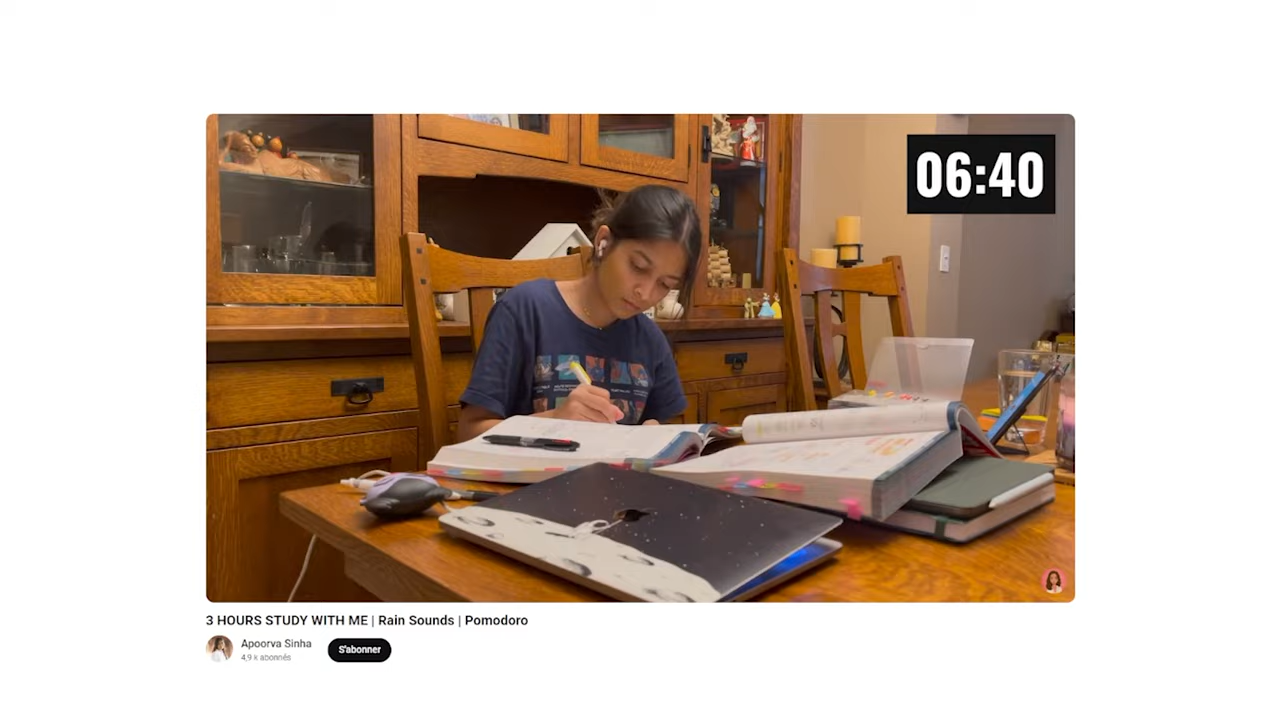 06:40
3 HOURS STUDY WITH ME | Rain Sounds | Pomodoro
Apoorva Sinha
S'abonner
4,9 k abonnés